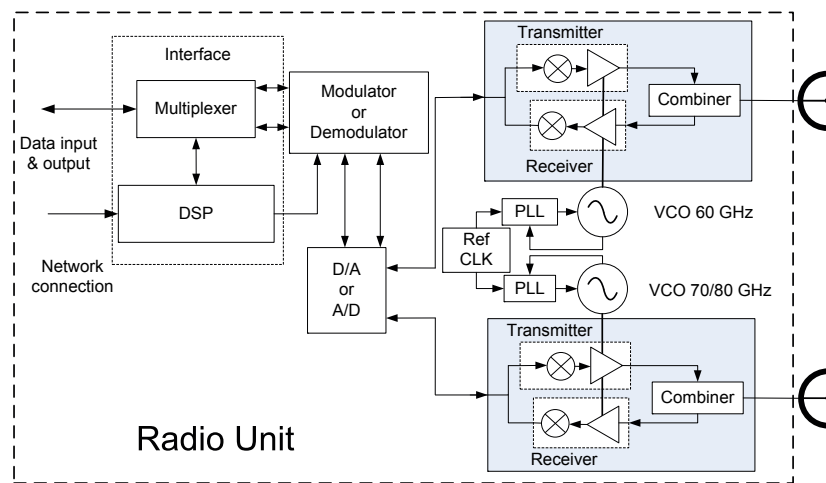 Transmitter
Interface
Multiplexer
Modulator
or
Demodulator
Combiner
Data input
& output
Receiver
DSP
PLL
VCO 60 GHz
Ref
CLK
Network
connection
D/A
or
A/D
PLL
VCO 70/80 GHz
Transmitter
Combiner
Radio Unit
Receiver